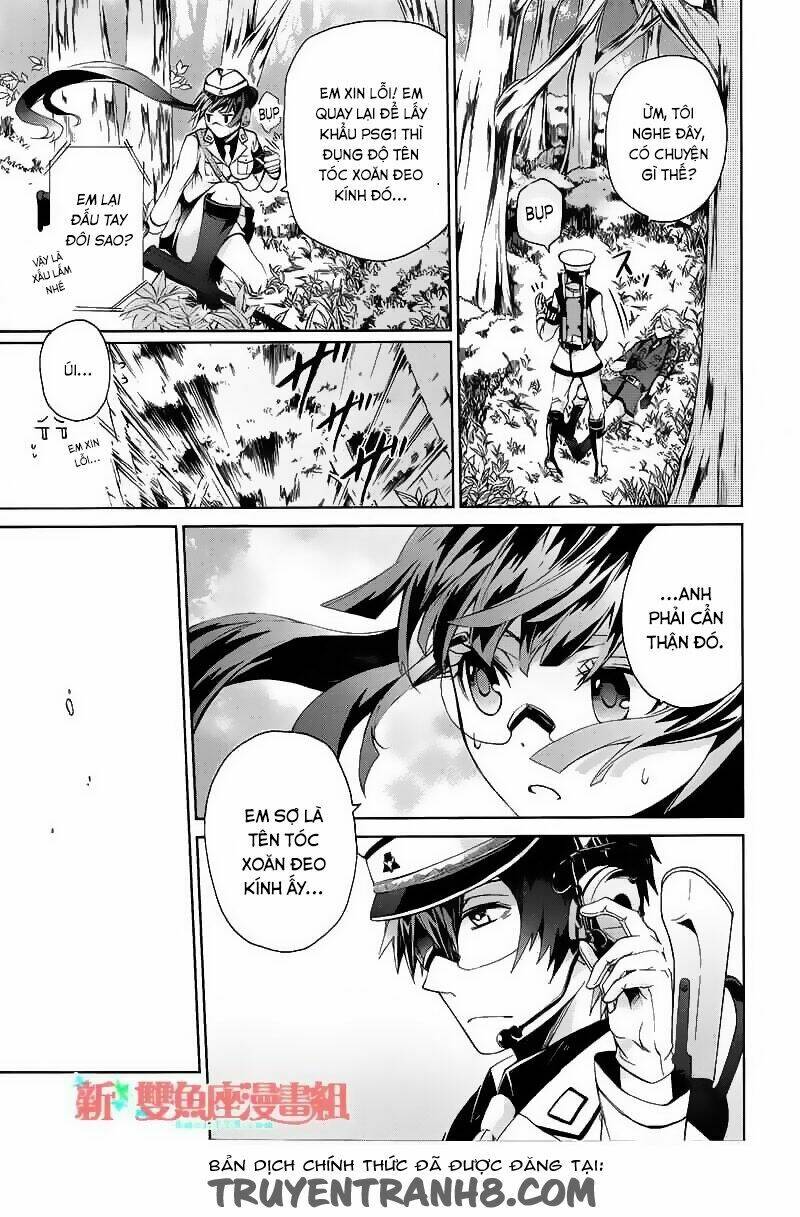 ỪM, TÔI
NGHE ĐÂY,
CÓ CHUYỆN
GÌ THẾ?
BỤP
EM XIN LỖI! EM
QUAY LẠI ĐỂ LẤY
KHẨU PSG1 THÌ
ĐỤNG ĐỘ TÊN
TÓC XOĂN ĐEO
KÍNH ĐÓ...
BỤP
EM LẠI
ĐẤU TAY
ĐÔI SAO?
VẬY LÀ
XẤU LẮM
NHÉ
ÚI...
EM XIN
LỖI...
...ANH
PHẢI CẨN
THẬN ĐÓ.
EM SỢ LÀ
TÊN TÓC
XOĂN ĐEO
KÍNH ẤY...
新雙魚座漫畫組
BẢN DỊCH CHÍNH THỨC ĐÃ ĐƯỢC ĐĂNG TẠI:
TRUYENTRANH8.COM